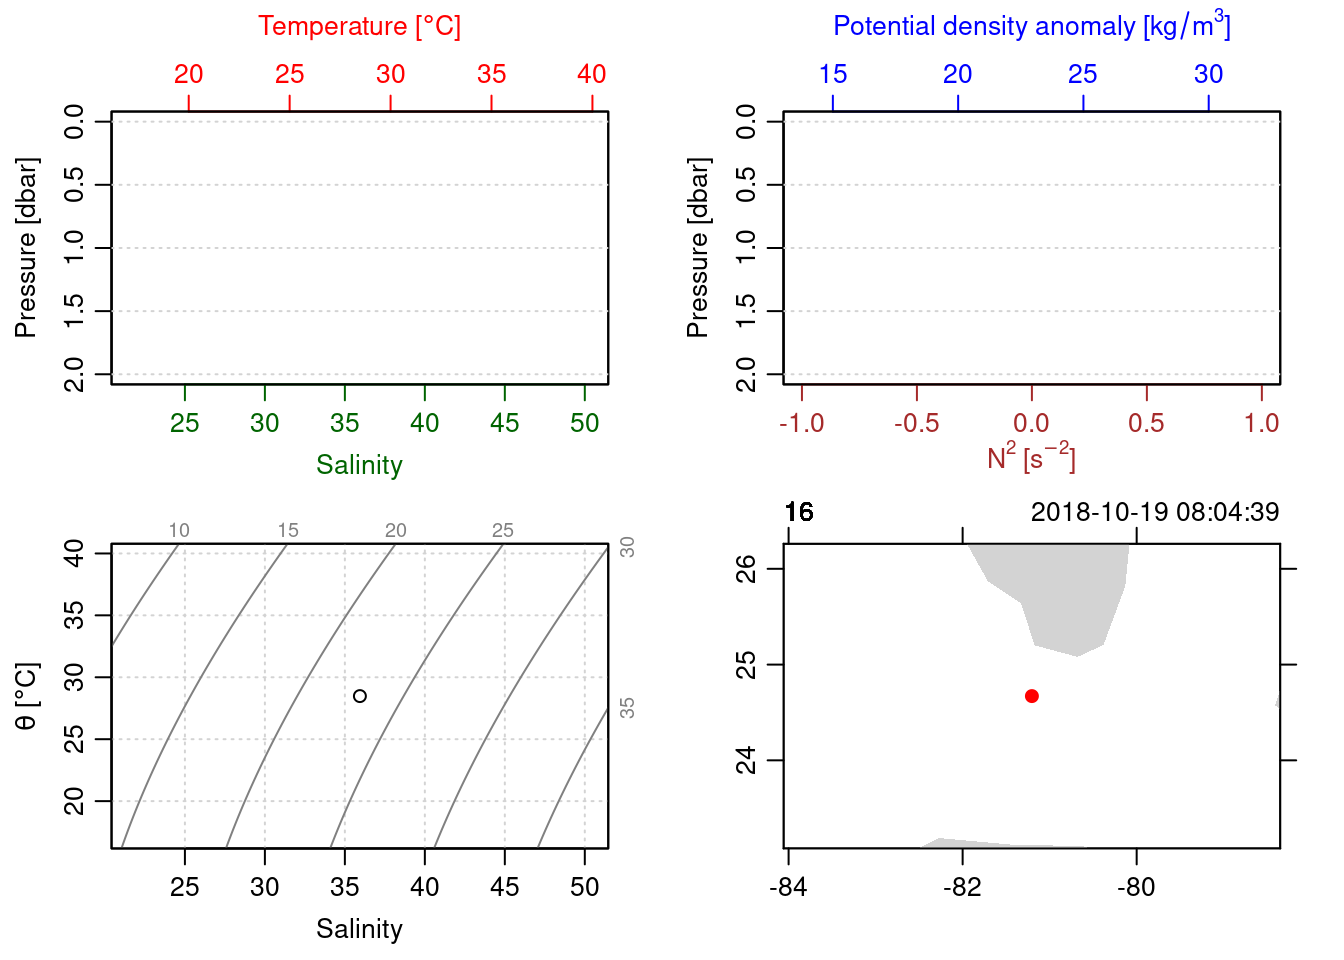 Temperature [°C]
20 25 30 35 40
Pressure [dbar]
0.0 0.5 1.0 1.5 2.0
25 30 35 40 45 50
Salinity
Potential density anomaly [kg/m³]
15 20 25 30
Pressure [dbar]
0.0 0.5 1.0 1.5 2.0
-1.0 -0.5 0.0 0.5 1.0
N² [s⁻²]
10 15 20 25 30 35
θ [°C]
40 35 30 25 20
25 30 35 40 45 50
Salinity
16 2018-10-19 08:04:39
26 25 24
-84 -82 -80